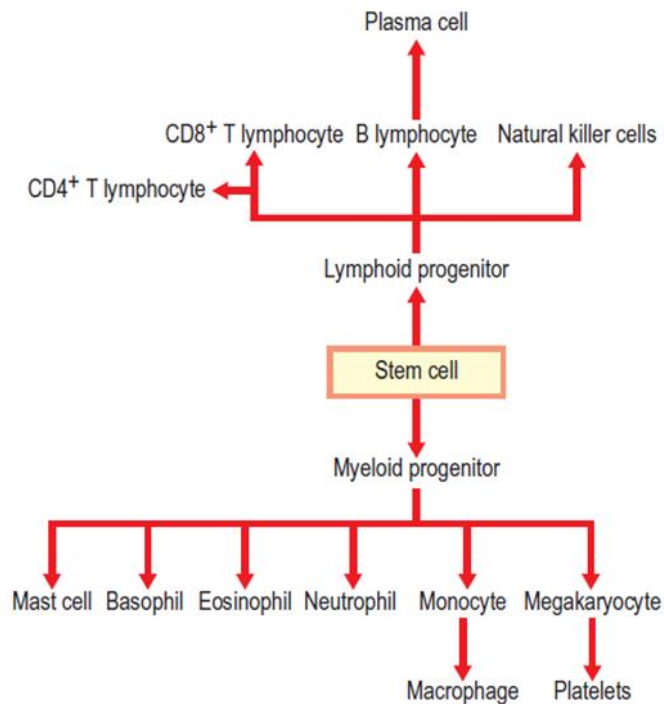 Plasma cell
CD8+ T lymphocyte B lymphocyte Natural killer cells
CD4+ T lymphocyte
Lymphoid progenitor
Stem cell
Myeloid progenitor
Mast cell Basophil Eosinophil Neutrophil Monocyte Megakaryocyte
Macrophage Platelets